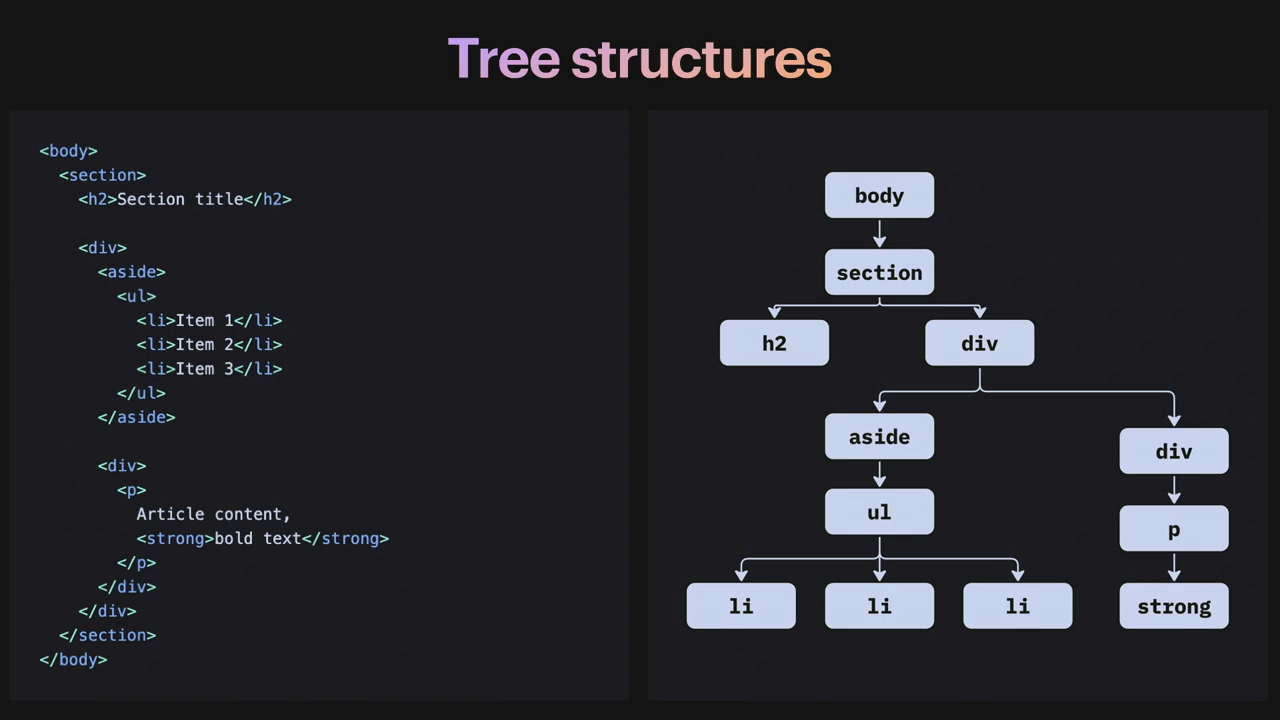 Tree structures
<body>
<section>
<h2>Section title</h2>
<div>
<aside>
<ul>
<li>Item 1</li>
<li>Item 2</li>
<li>Item 3</li>
</ul>
</aside>
<div>
<p>
Article content,
<strong>bold text</strong>
</p>
</div>
</div>
</section>
</body>
body
section
h2 div
aside
div
ul
p
li li li strong